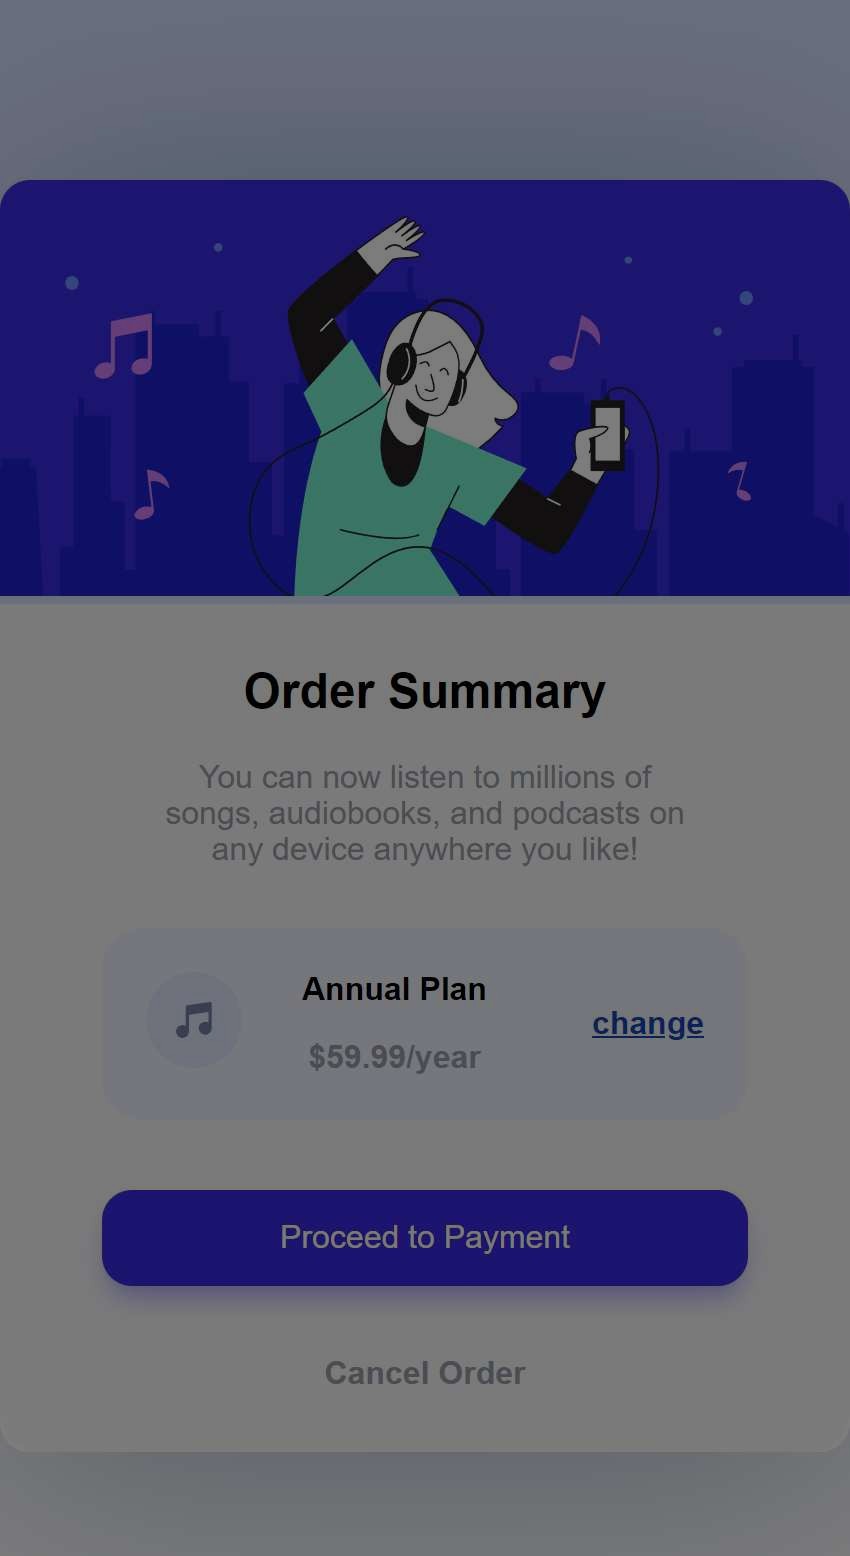 Order Summary
You can now listen to millions of
songs, audiobooks, and podcasts on
any device anywhere you like!
Annual Plan
$59.99/year
change
Proceed to Payment
Cancel Order